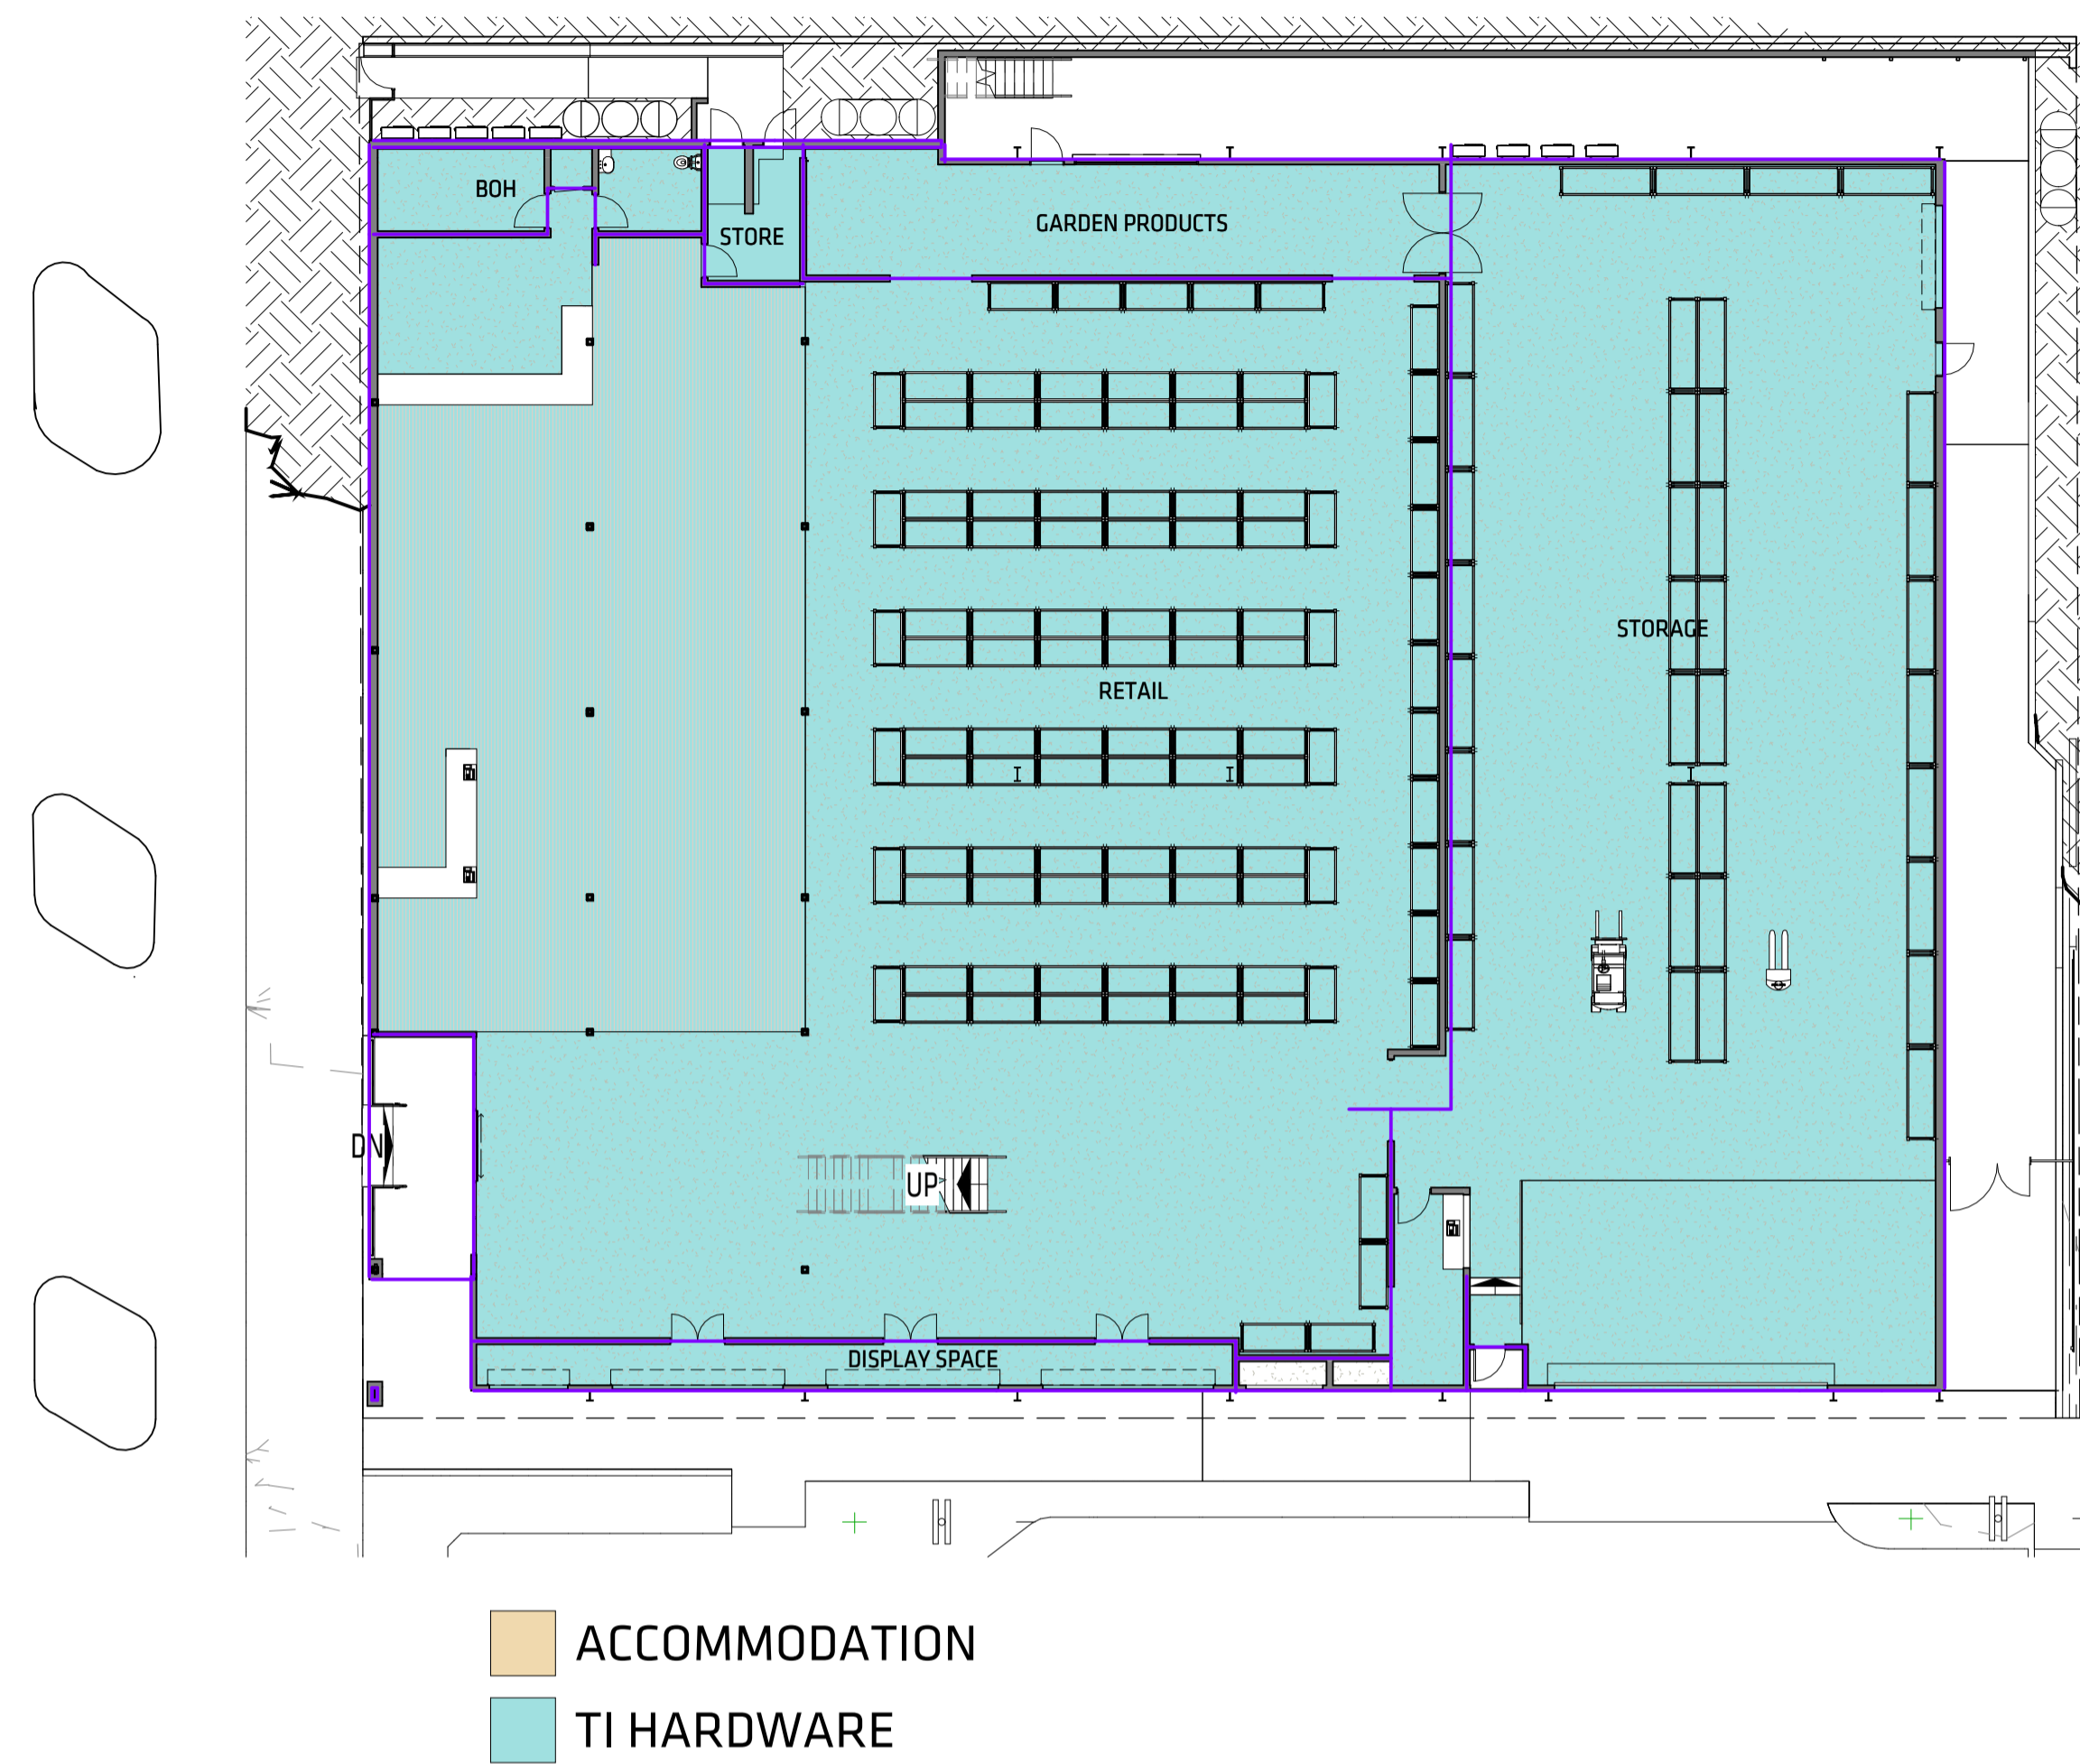 BOH
GARDEN PRODUCTS
STORE
STORAGE
RETAIL
DN
UP
DISPLAY SPACE
ACCOMMODATION
TI HARDWARE